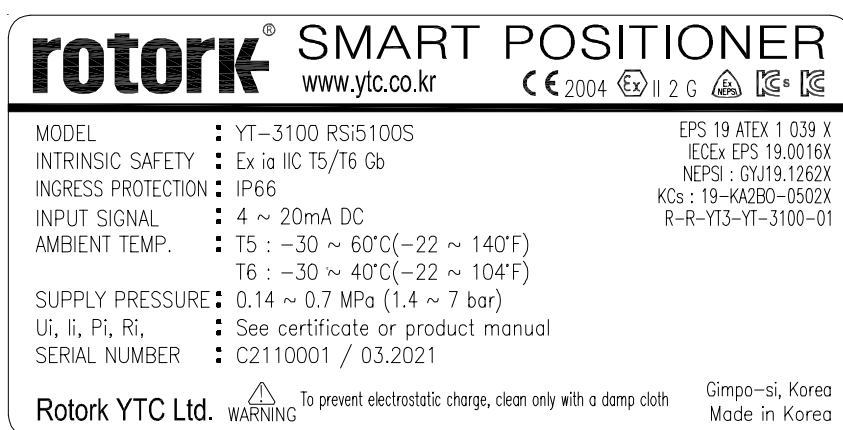 rotork® SMART POSITIONER
www.ytc.co.kr CE 2004 Ex II 2 G Ex NEPSI KCs KC
MODEL : YT-3100 RSi5100S
INTRINSIC SAFETY : Ex ia IIC T5/T6 Gb
INGRESS PROTECTION : IP66
INPUT SIGNAL : 4 ~ 20mA DC
AMBIENT TEMP. : T5 : -30 ~ 60°C(-22 ~ 140°F)
T6 : -30 ~ 40°C(-22 ~ 104°F)
SUPPLY PRESSURE : 0.14 ~ 0.7 MPa (1.4 ~ 7 bar)
Ui, Ii, Pi, Ri, : See certificate or product manual
SERIAL NUMBER : C2110001 / 03.2021
EPS 19 ATEX 1 039 X
IECEx EPS 19.0016X
NEPSI : GYJ19.1262X
KCs : 19-KA2BO-0502X
R-R-YT3-YT-3100-01
Rotork YTC Ltd. WARNING To prevent electrostatic charge, clean only with a damp cloth
Gimpo-si, Korea
Made in Korea